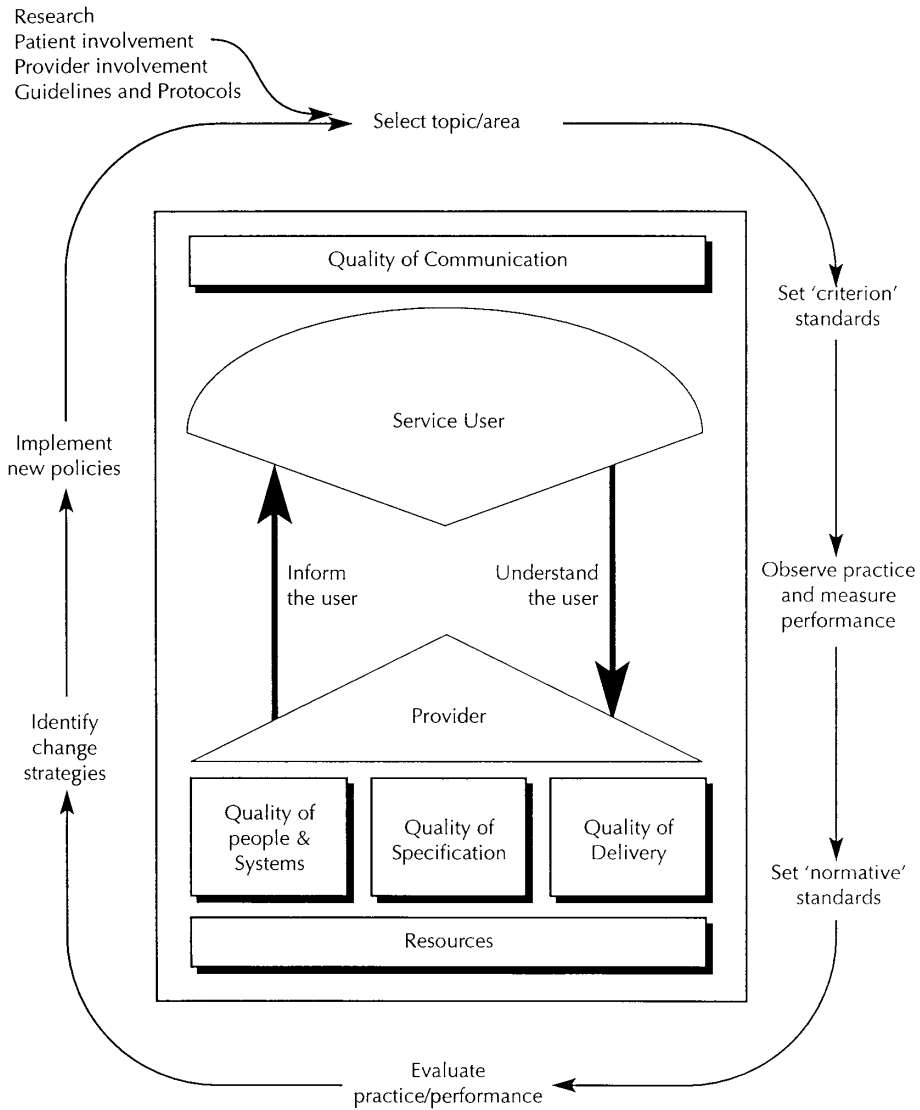 Research
Patient involvement
Provider involvement
Guidelines and Protocols
Select topic/area
Quality of Communication
Set ‘criterion’
standards
Service User
Implement
new policies
Inform
the user
Understand
the user
Observe practice
and measure
performance
Identify
change
strategies
Provider
Quality of
people &
Systems
Quality of
Specification
Quality of
Delivery
Set ‘normative’
standards
Resources
Evaluate
practice/performance